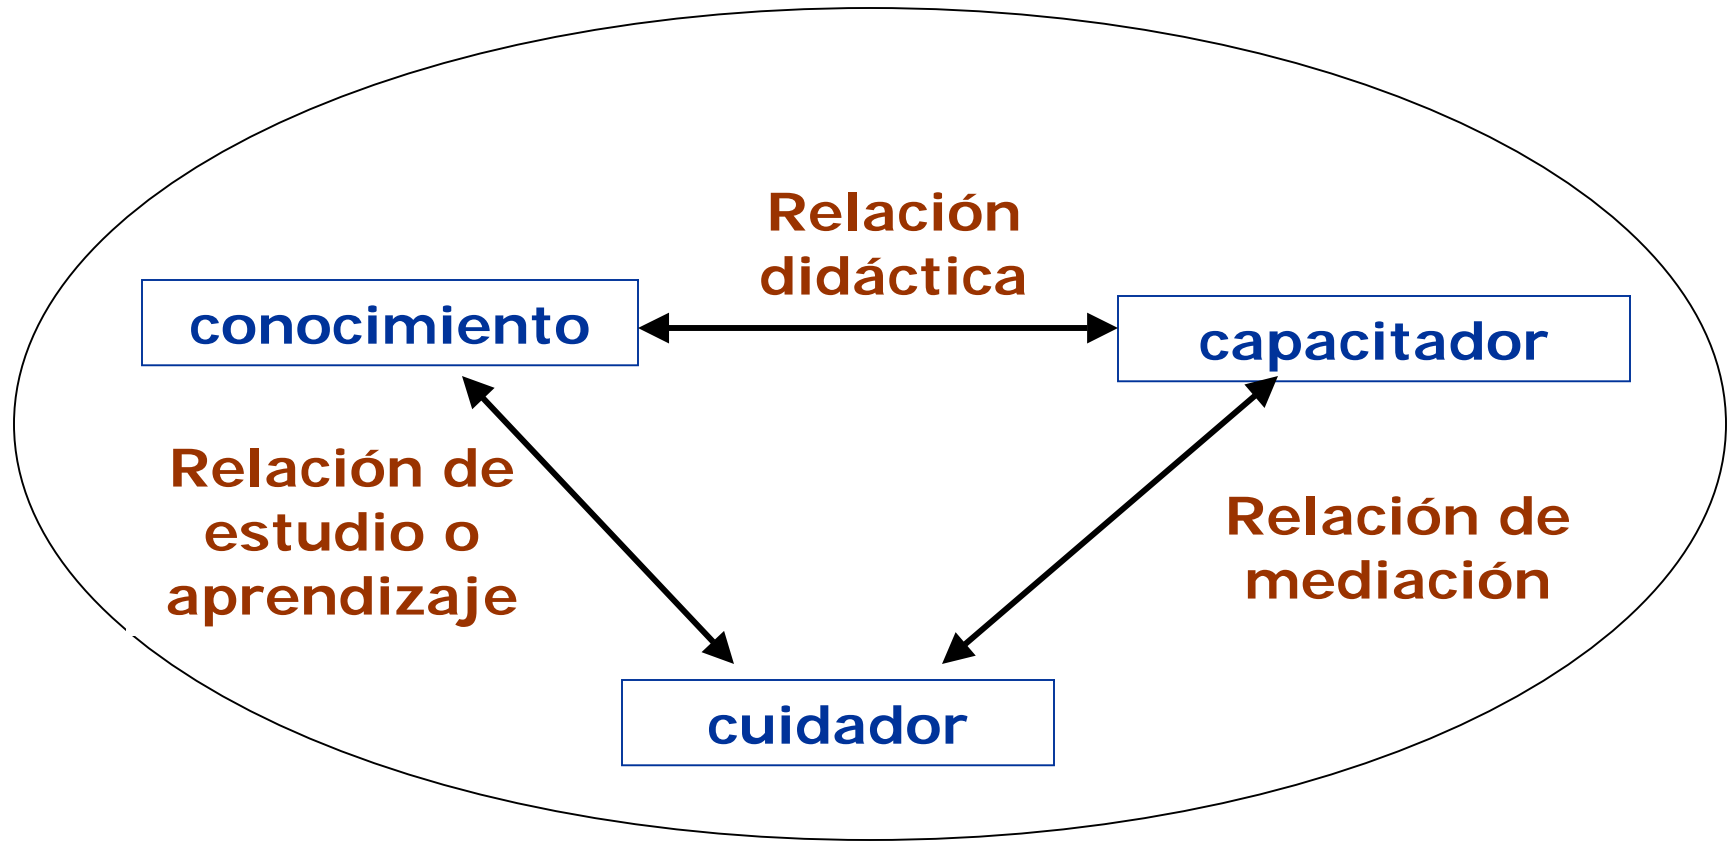 Relación
didáctica
conocimiento
capacitador
Relación de
estudio o
aprendizaje
Relación de
mediación
cuidador